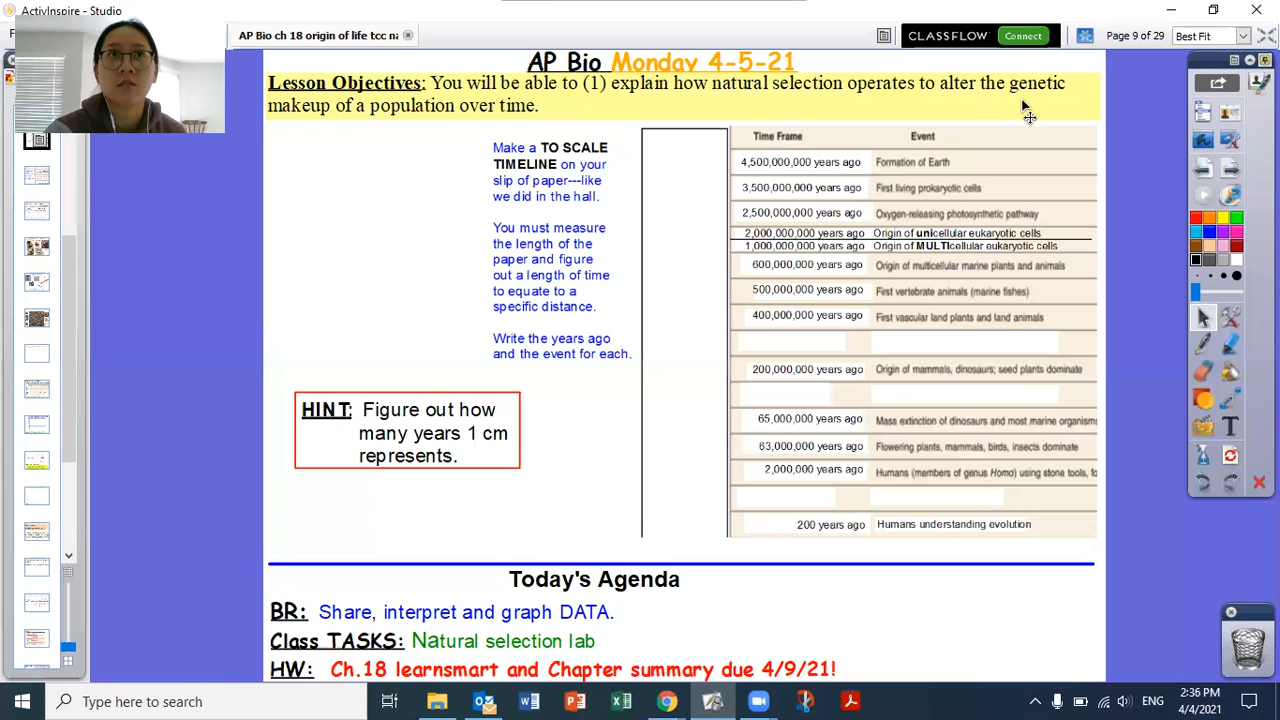 ActivInspire - Studio
AP Bio ch 18 origin of life tcc na
CLASSFLOW Connect
Page 9 of 29
Best Fit
AP Bio Monday 4-5-21
Lesson Objectives: You will be able to (1) explain how natural selection operates to alter the genetic
makeup of a population over time.
Make a TO SCALE
TIMELINE on your
slip of paper---like
we did in the hall.
You must measure
the length of the
paper and figure
out a length of time
to equate to a
specific distance.
Write the years ago
and the event for each.
HINT: Figure out how
many years 1 cm
represents.
Time Frame Event
4,500,000,000 years ago Formation of Earth
3,500,000,000 years ago First living prokaryotic cells
2,500,000,000 years ago Oxygen-releasing photosynthetic pathway
2,000,000,000 years ago Origin of unicellular eukaryotic cells
1,000,000,000 years ago Origin of MULTIcellular eukaryotic cells
600,000,000 years ago Origin of multicellular marine plants and animals
500,000,000 years ago First vertebrate animals (marine fishes)
400,000,000 years ago First vascular land plants and land animals
200,000,000 years ago Origin of mammals, dinosaurs; seed plants dominate
65,000,000 years ago Mass extinction of dinosaurs and most marine organisms
63,000,000 years ago Flowering plants, mammals, birds, insects dominate
2,000,000 years ago Humans (members of genus Homo) using stone tools, fo
200 years ago Humans understanding evolution
Today's Agenda
BR: Share, interpret and graph DATA.
Class TASKS: Natural selection lab
HW: Ch.18 learnsmart and Chapter summary due 4/9/21!
Type here to search
ENG
2:36 PM
4/4/2021